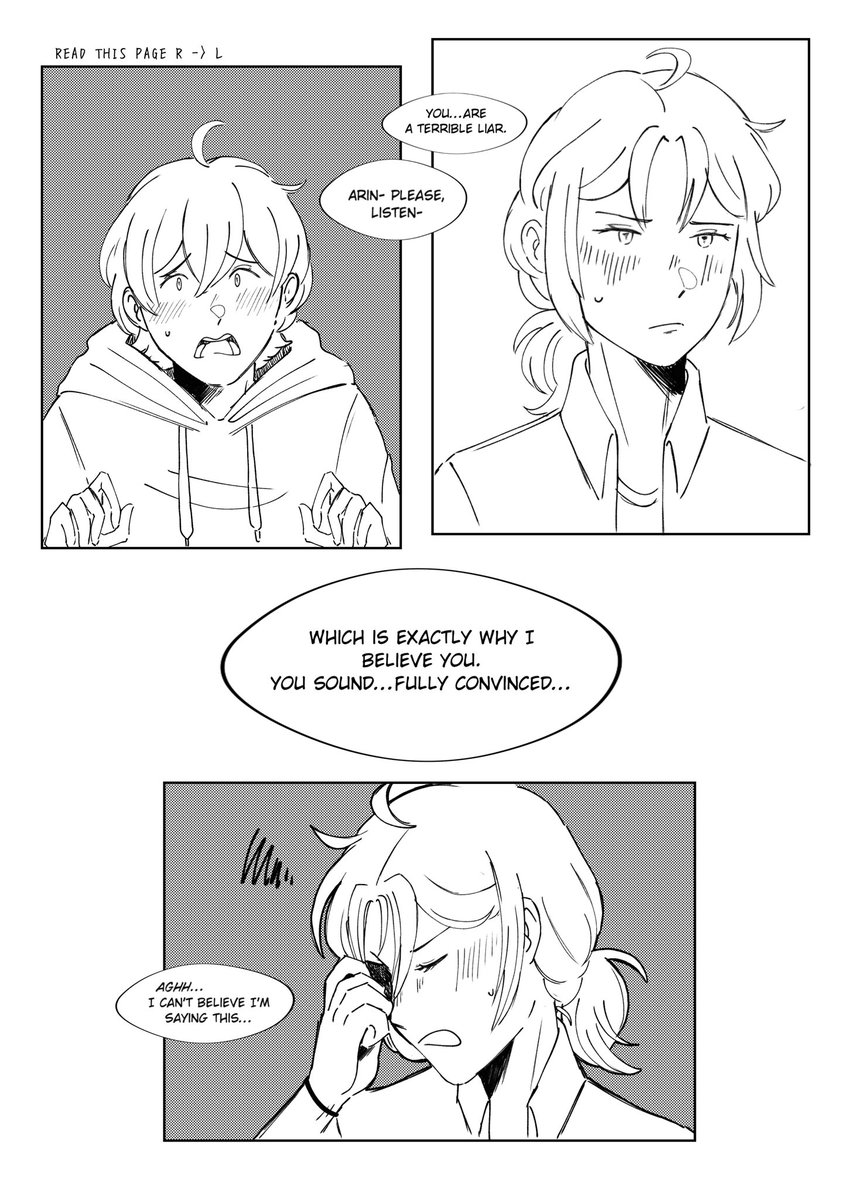 READ THIS PAGE R -> L
YOU...ARE
A TERRIBLE LIAR.
ARIN- PLEASE,
LISTEN-
WHICH IS EXACTLY WHY I
BELIEVE YOU.
YOU SOUND...FULLY CONVINCED...
AGHH...
I CAN'T BELIEVE I'M
SAYING THIS...